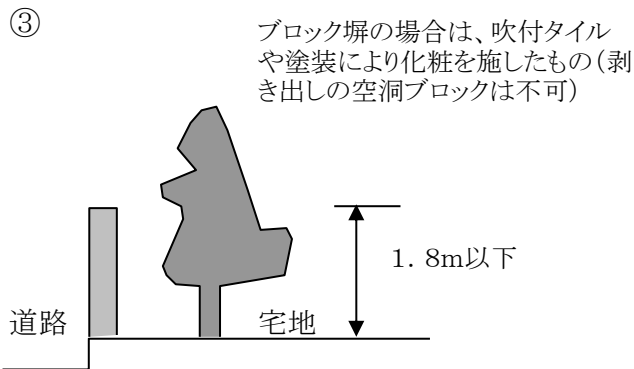 ③
ブロック塀の場合は、吹付タイル
や塗装により化粧を施したもの（剥
き出しの空洞ブロックは不可）
1．8m以下
道路
宅地